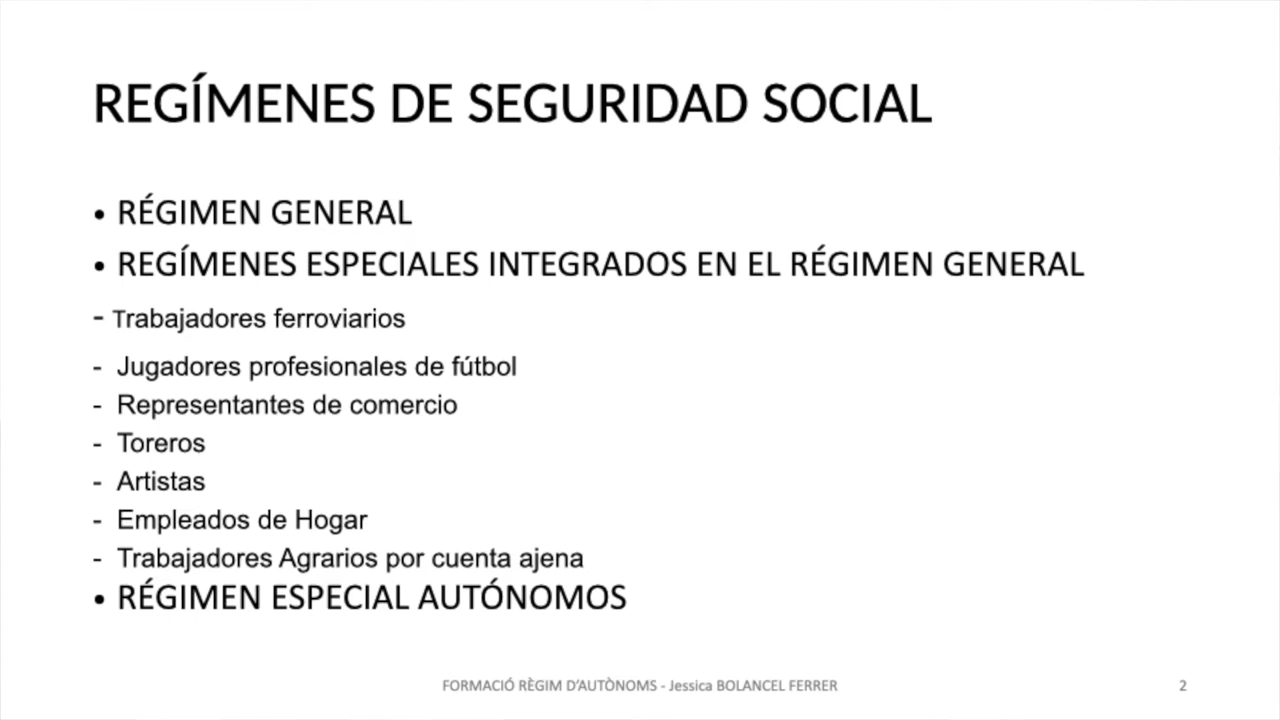 REGÍMENES DE SEGURIDAD SOCIAL
• RÉGIMEN GENERAL
• REGÍMENES ESPECIALES INTEGRADOS EN EL RÉGIMEN GENERAL
- Trabajadores ferroviarios
- Jugadores profesionales de fútbol
- Representantes de comercio
- Toreros
- Artistas
- Empleados de Hogar
- Trabajadores Agrarios por cuenta ajena
• RÉGIMEN ESPECIAL AUTÓNOMOS
FORMACIÓ RÈGIM D'AUTÒNOMS - Jessica BOLANCEL FERRER
2